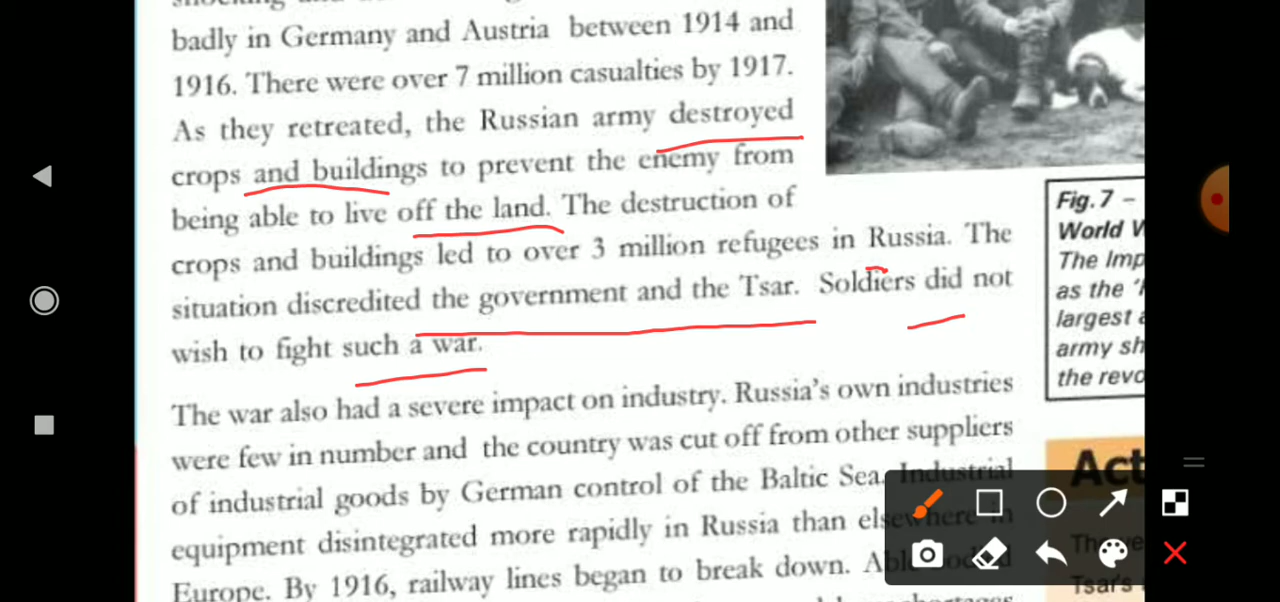 badly in Germany and Austria between 1914 and
1916. There were over 7 million casualties by 1917.
As they retreated, the Russian army destroyed
crops and buildings to prevent the enemy from
being able to live off the land. The destruction of
crops and buildings led to over 3 million refugees in Russia. The
situation discredited the government and the Tsar. Soldiers did not
wish to fight such a war.
The war also had a severe impact on industry. Russia's own industries
were few in number and the country was cut off from other suppliers
of industrial goods by German control of the Baltic Sea. Industrial
equipment disintegrated more rapidly in Russia than elsewhere in
Europe. By 1916, railway lines began to break down. Able-bodied
Fig. 7 –
World W
The Imp
as the '
largest a
army sh
the revo
Act
Tsar's